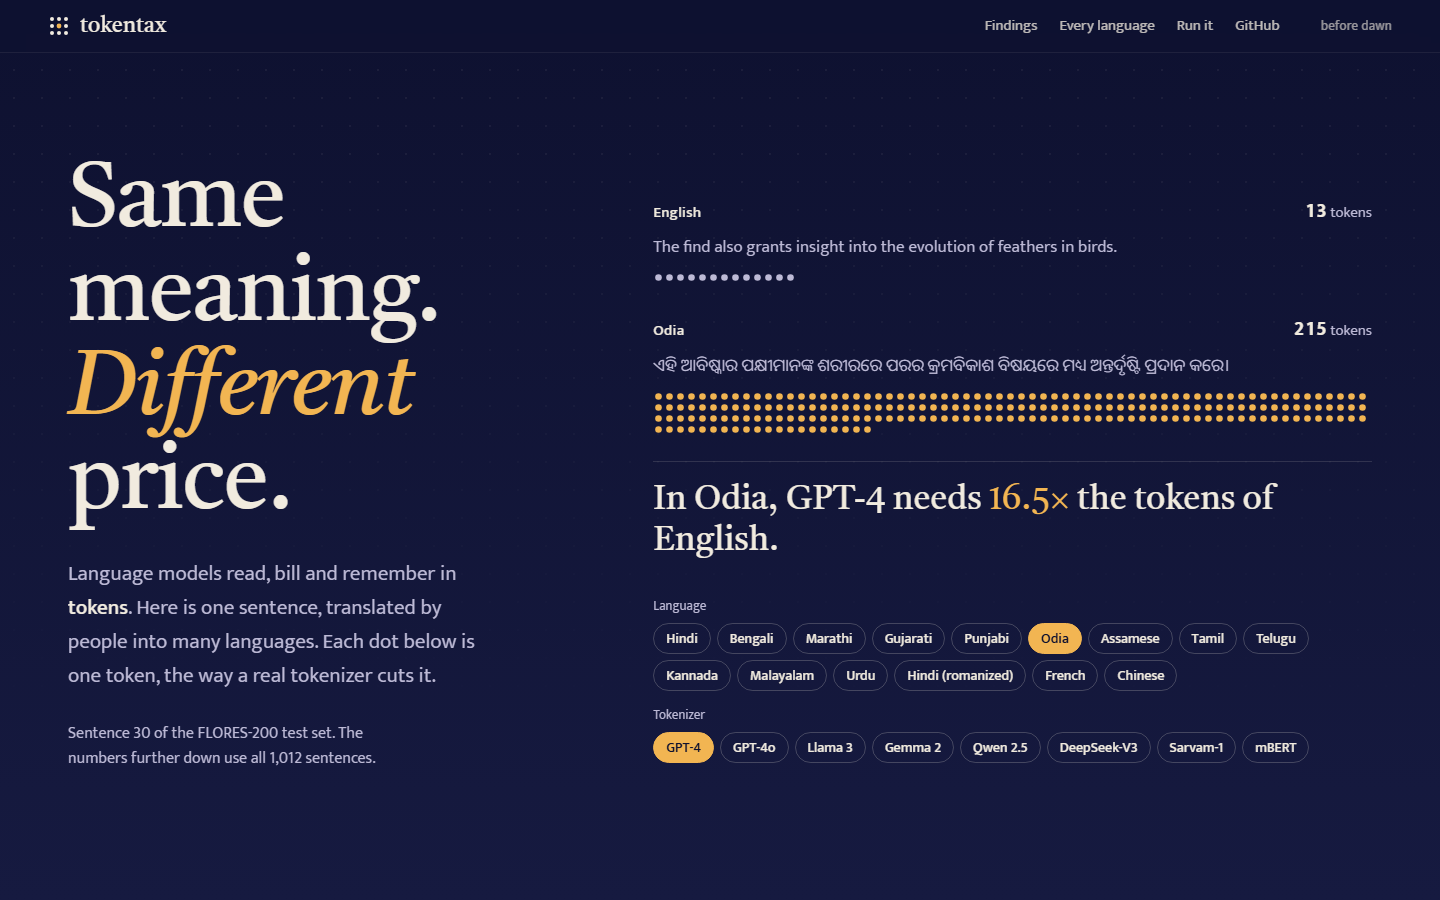 tokentax
Findings Every language Run it GitHub before dawn
Same
meaning.
Different
price.
Language models read, bill and remember in
tokens. Here is one sentence, translated by
people into many languages. Each dot below is
one token, the way a real tokenizer cuts it.
Sentence 30 of the FLORES-200 test set. The
numbers further down use all 1,012 sentences.
English 13 tokens
The find also grants insight into the evolution of feathers in birds.
Odia 215 tokens
ଏହି ଆବିଷ୍କାର ପକ୍ଷୀମାନଙ୍କ ଶରୀରରେ ପରର କ୍ରମବିକାଶ ବିଷୟରେ ମଧ୍ୟ ଅନ୍ତର୍ଦୃଷ୍ଟି ପ୍ରଦାନ କରେ।
In Odia, GPT-4 needs 16.5× the tokens of
English.
Language
Hindi Bengali Marathi Gujarati Punjabi Odia Assamese Tamil Telugu
Kannada Malayalam Urdu Hindi (romanized) French Chinese
Tokenizer
GPT-4 GPT-4o Llama 3 Gemma 2 Qwen 2.5 DeepSeek-V3 Sarvam-1 mBERT